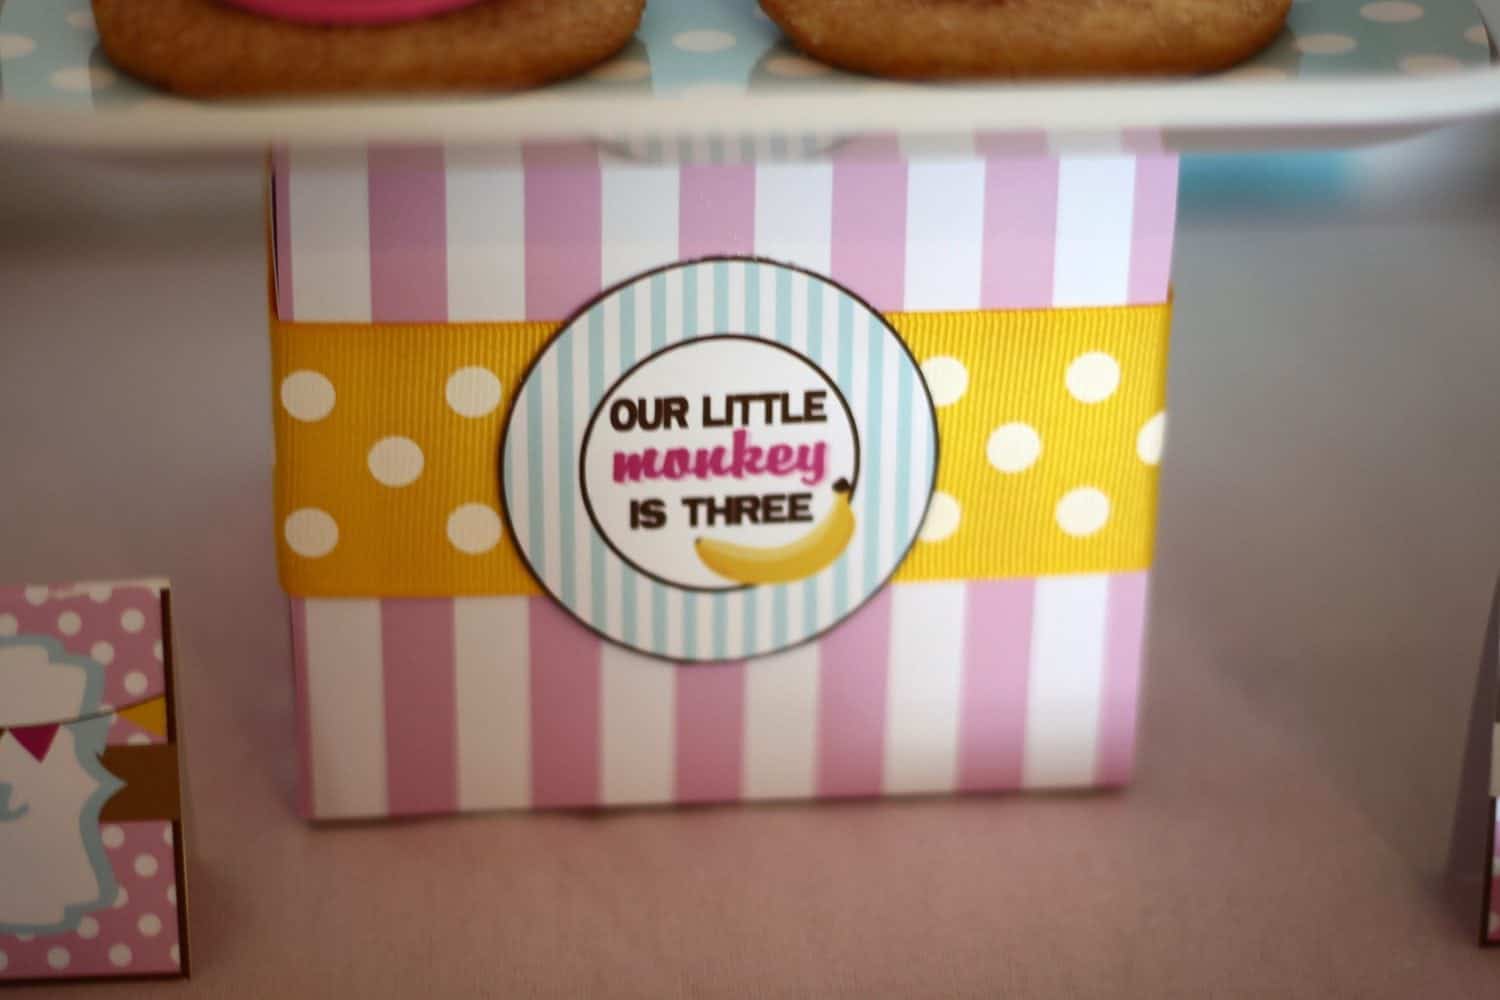 OUR LITTLE
monkey
IS THREE